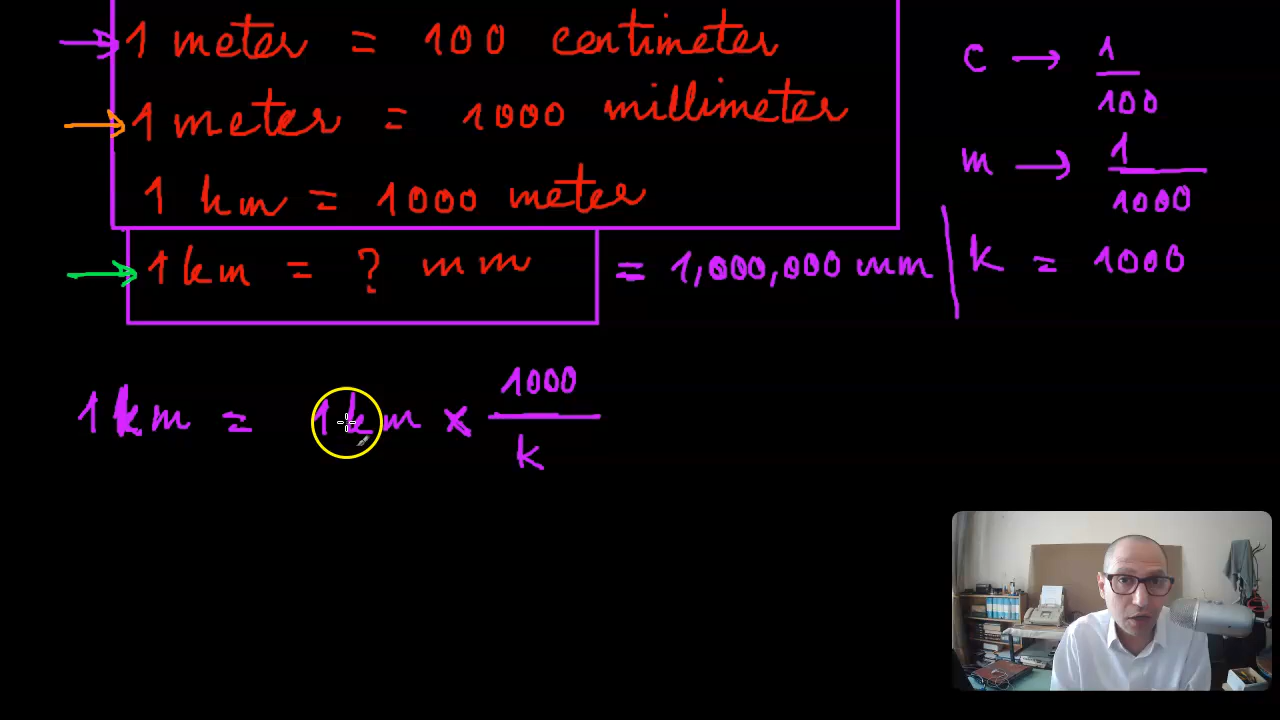 1 meter = 100 centimeter
1 meter = 1000 millimeter
1 km = 1000 meter
1 km = ? mm = 1,000,000 mm
c → 1/100
m → 1/1000
k = 1000
1 km = 1 km × 1000/k